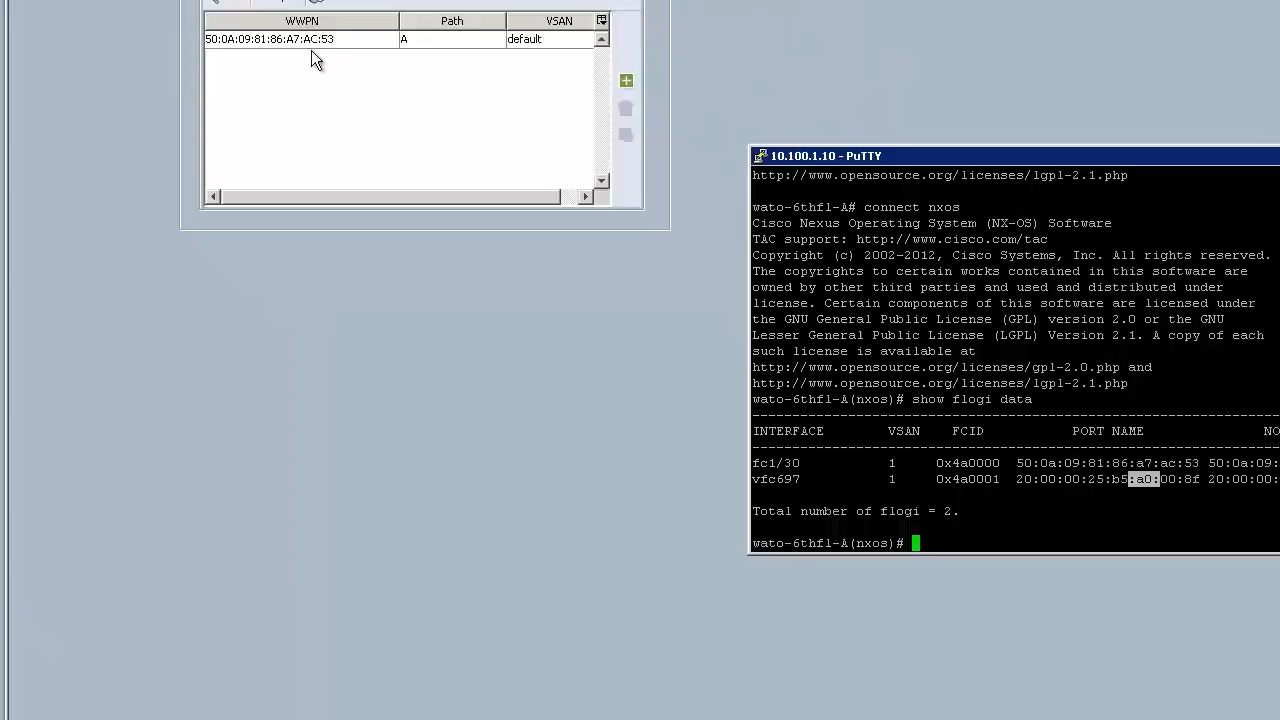 WWPN Path VSAN
50:0A:09:81:86:A7:AC:53 A default
10.100.1.10 - PuTTY
http://www.opensource.org/licenses/lgpl-2.1.php
wato-6thfl-A# connect nxos
Cisco Nexus Operating System (NX-OS) Software
TAC support: http://www.cisco.com/tac
Copyright (c) 2002-2012, Cisco Systems, Inc. All rights reserved.
The copyrights to certain works contained in this software are
owned by other third parties and used and distributed under
license. Certain components of this software are licensed under
the GNU General Public License (GPL) version 2.0 or the GNU
Lesser General Public License (LGPL) Version 2.1. A copy of each
such license is available at
http://www.opensource.org/licenses/gpl-2.0.php and
http://www.opensource.org/licenses/lgpl-2.1.php
wato-6thfl-A(nxos)# show flogi data
INTERFACE VSAN FCID PORT NAME NO
fc1/30 1 0x4a0000 50:0a:09:81:86:a7:ac:53 50:0a:09:
vfc697 1 0x4a0001 20:00:00:25:b5:a0:00:8f 20:00:00:
Total number of flogi = 2.
wato-6thfl-A(nxos)#